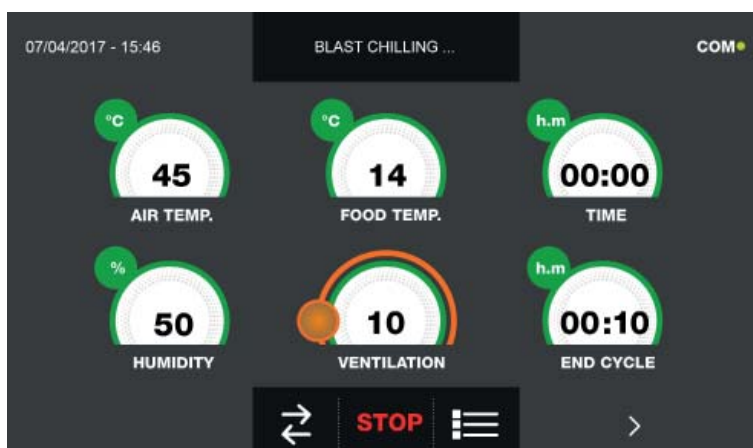 07/04/2017 - 15:46
BLAST CHILLING ...
COM
°C
°C
h.m
45
14
00:00
AIR TEMP.
FOOD TEMP.
TIME
%
h.m
50
10
00:10
HUMIDITY
VENTILATION
END CYCLE
STOP